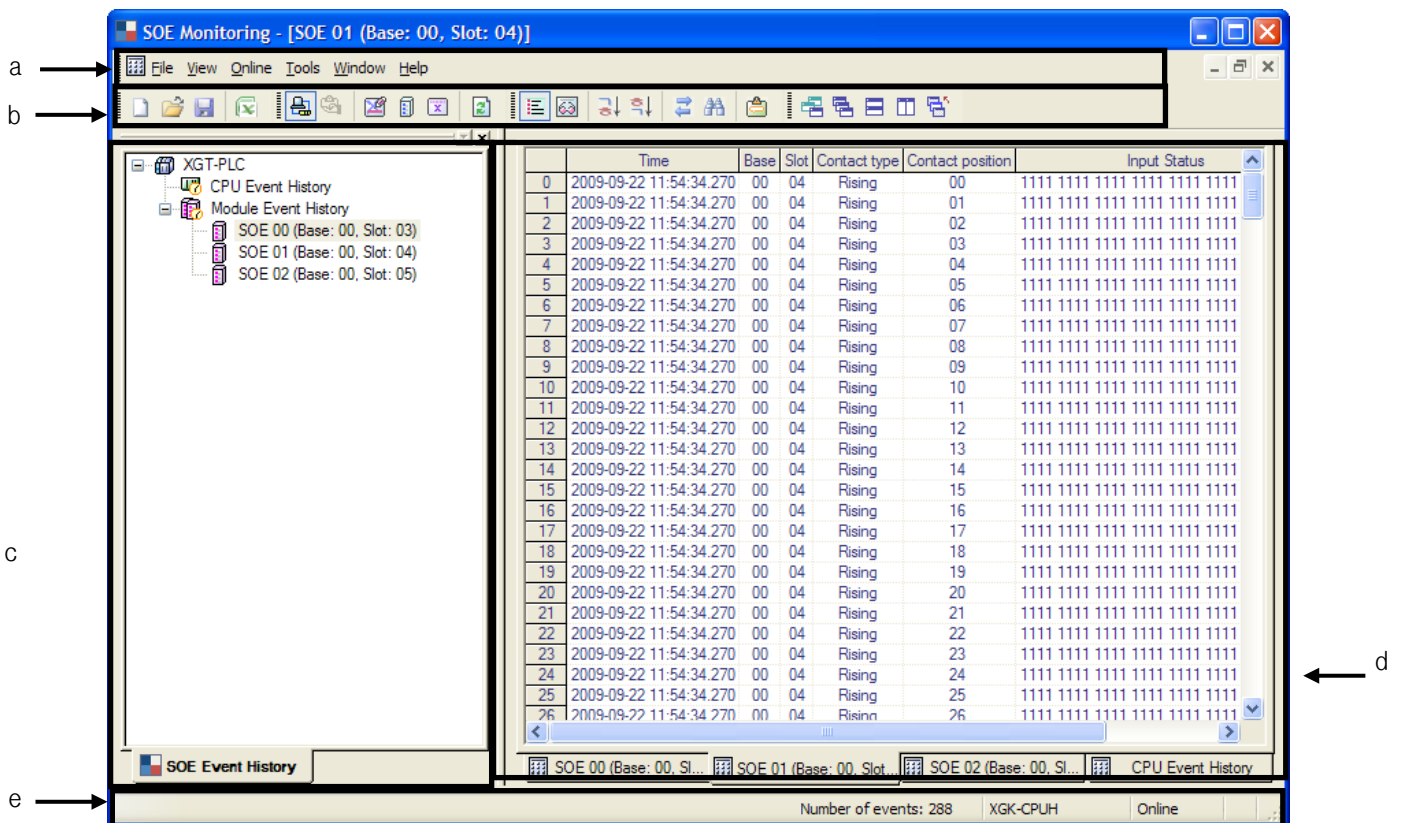 SOE Monitoring - [SOE 01 (Base: 00, Slot: 04)]
a
File View Online Tools Window Help
b
XGT-PLC
CPU Event History
Module Event History
SOE 00 (Base: 00, Slot: 03)
SOE 01 (Base: 00, Slot: 04)
SOE 02 (Base: 00, Slot: 05)
c
SOE Event History
Time Base Slot Contact type Contact position Input Status
0 2009-09-22 11:54:34.270 00 04 Rising 00 1111 1111 1111 1111 1111 1111
1 2009-09-22 11:54:34.270 00 04 Rising 01 1111 1111 1111 1111 1111 1111
2 2009-09-22 11:54:34.270 00 04 Rising 02 1111 1111 1111 1111 1111 1111
3 2009-09-22 11:54:34.270 00 04 Rising 03 1111 1111 1111 1111 1111 1111
4 2009-09-22 11:54:34.270 00 04 Rising 04 1111 1111 1111 1111 1111 1111
5 2009-09-22 11:54:34.270 00 04 Rising 05 1111 1111 1111 1111 1111 1111
6 2009-09-22 11:54:34.270 00 04 Rising 06 1111 1111 1111 1111 1111 1111
7 2009-09-22 11:54:34.270 00 04 Rising 07 1111 1111 1111 1111 1111 1111
8 2009-09-22 11:54:34.270 00 04 Rising 08 1111 1111 1111 1111 1111 1111
9 2009-09-22 11:54:34.270 00 04 Rising 09 1111 1111 1111 1111 1111 1111
10 2009-09-22 11:54:34.270 00 04 Rising 10 1111 1111 1111 1111 1111 1111
11 2009-09-22 11:54:34.270 00 04 Rising 11 1111 1111 1111 1111 1111 1111
12 2009-09-22 11:54:34.270 00 04 Rising 12 1111 1111 1111 1111 1111 1111
13 2009-09-22 11:54:34.270 00 04 Rising 13 1111 1111 1111 1111 1111 1111
14 2009-09-22 11:54:34.270 00 04 Rising 14 1111 1111 1111 1111 1111 1111
15 2009-09-22 11:54:34.270 00 04 Rising 15 1111 1111 1111 1111 1111 1111
16 2009-09-22 11:54:34.270 00 04 Rising 16 1111 1111 1111 1111 1111 1111
17 2009-09-22 11:54:34.270 00 04 Rising 17 1111 1111 1111 1111 1111 1111
18 2009-09-22 11:54:34.270 00 04 Rising 18 1111 1111 1111 1111 1111 1111
19 2009-09-22 11:54:34.270 00 04 Rising 19 1111 1111 1111 1111 1111 1111
20 2009-09-22 11:54:34.270 00 04 Rising 20 1111 1111 1111 1111 1111 1111
21 2009-09-22 11:54:34.270 00 04 Rising 21 1111 1111 1111 1111 1111 1111
22 2009-09-22 11:54:34.270 00 04 Rising 22 1111 1111 1111 1111 1111 1111
23 2009-09-22 11:54:34.270 00 04 Rising 23 1111 1111 1111 1111 1111 1111
24 2009-09-22 11:54:34.270 00 04 Rising 24 1111 1111 1111 1111 1111 1111
25 2009-09-22 11:54:34.270 00 04 Rising 25 1111 1111 1111 1111 1111 1111
26 2009-09-22 11:54:34.270 00 04 Rising 26 1111 1111 1111 1111 1111 1111
d
SOE 00 (Base: 00, Sl... SOE 01 (Base: 00, Slot... SOE 02 (Base: 00, Sl... CPU Event History
e
Number of events: 288 XGK-CPUH Online